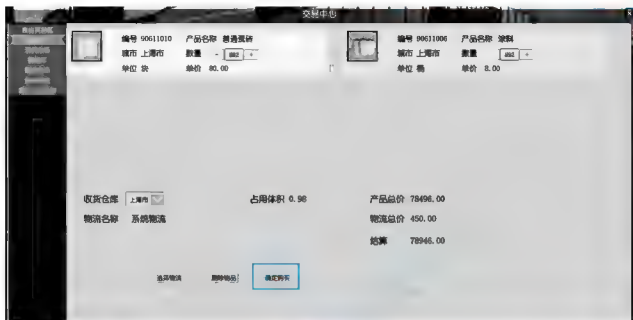 交易中心
编号 90611010 产品名称 普通瓷砖
城市 上海市 数量 - 892 +
单位 块 单价 80.00
编号 90611006 产品名称 涂料
城市 上海市 数量 892 +
单位 桶 单价 8.00
收货仓库 上海市 占用体积 0.98 产品总价 78496.00
物流名称 系统物流 物流总价 450.00
结算 78946.00
选择物流 删除物品 确定购买